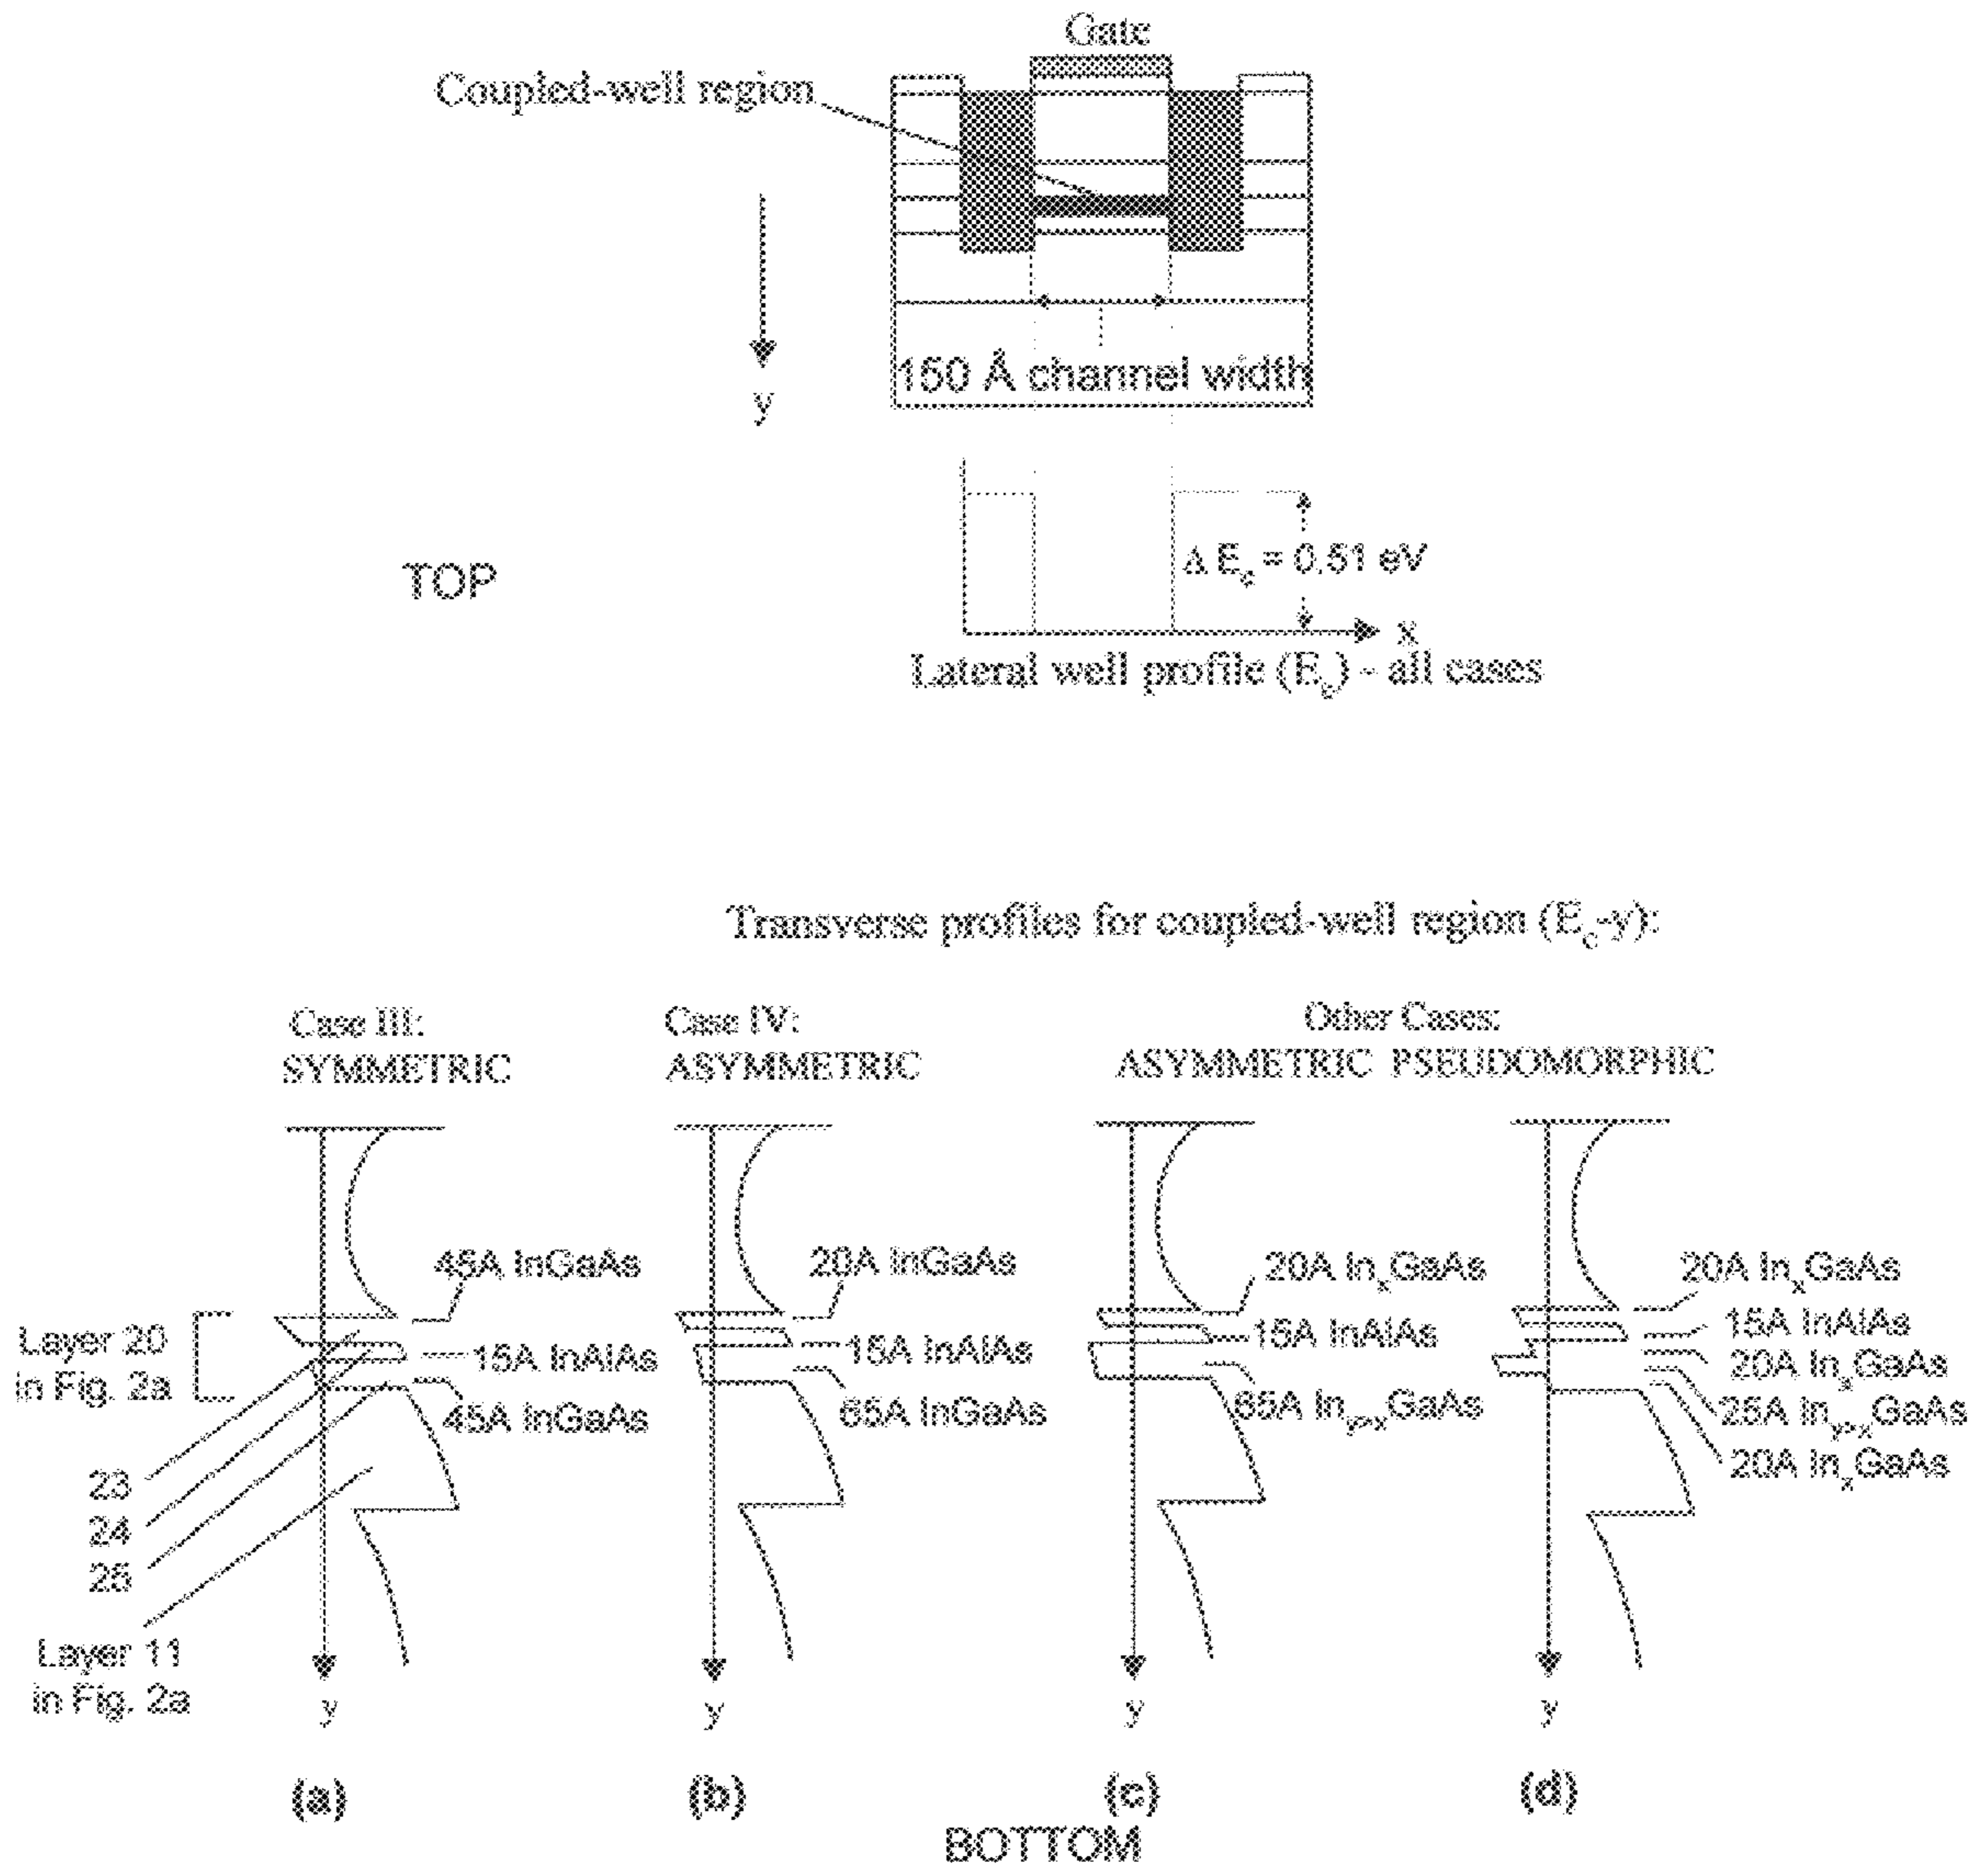 Gate
Coupled-well region
150 Å channel width
y
TOP
Δ E_c = 0.51 eV
x
Lateral well profile (E_c) - all cases
Transverse profiles for coupled-well region (E_c-y):
Case III:
SYMMETRIC
Case IV:
ASYMMETRIC
Other Cases:
ASYMMETRIC PSEUDOMORPHIC
45A InGaAs
15A InAlAs
45A InGaAs
Layer 20
in Fig. 2a
23
24
25
Layer 11
in Fig. 2a
y
(a)
20A InGaAs
15A InAlAs
65A InGaAs
y
(b)
20A In_xGaAs
15A InAlAs
65A In_y>xGaAs
y
(c)
20A In_xGaAs
15A InAlAs
20A In_xGaAs
25A In_y>xGaAs
20A In_xGaAs
y
(d)
BOTTOM